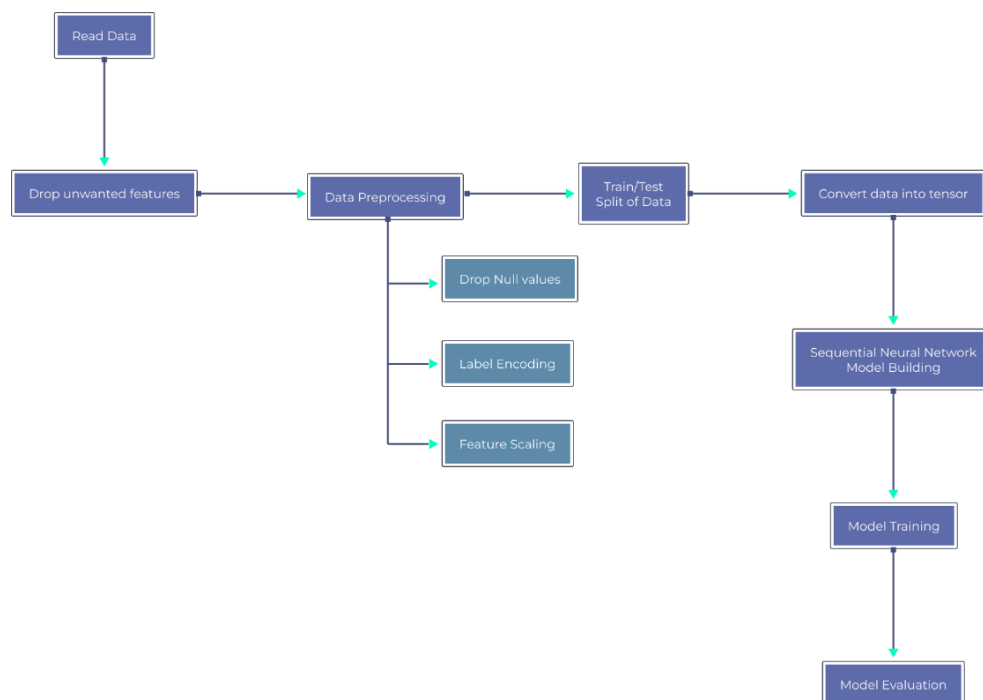 Read Data
Drop unwanted features
Data Preprocessing
Train/Test
Split of Data
Convert data into tensor
Drop Null values
Label Encoding
Feature Scaling
Sequential Neural Network
Model Building
Model Training
Model Evaluation